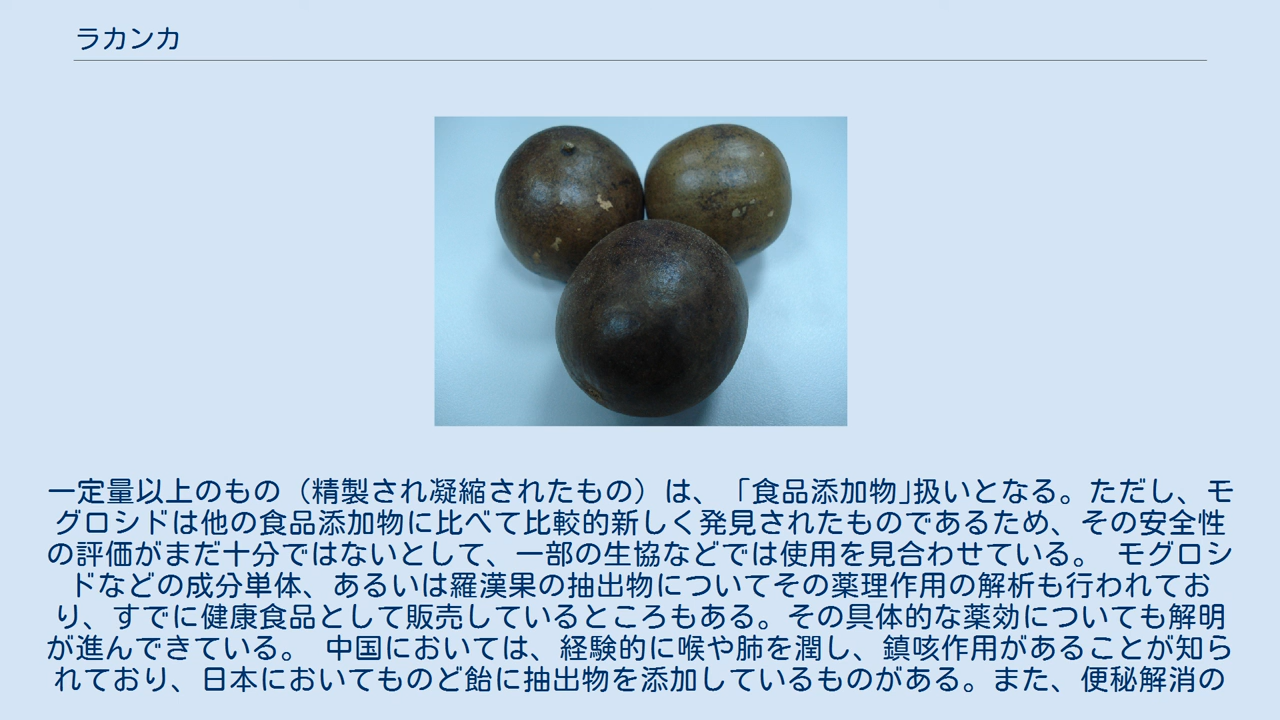 ラカンカ
一定量以上のもの（精製され凝縮されたもの）は、「食品添加物」扱いとなる。ただし、モ
グロシドは他の食品添加物に比べて比較的新しく発見されたものであるため、その安全性
の評価がまだ十分ではないとして、一部の生協などでは使用を見合わせている。　モグロシ
ドなどの成分単体、あるいは羅漢果の抽出物についてその薬理作用の解析も行われてお
り、すでに健康食品として販売しているところもある。その具体的な薬効についても解明
が進んできている。　中国においては、経験的に喉や肺を潤し、鎮咳作用があることが知ら
れており、日本においてものど飴に抽出物を添加しているものがある。また、便秘解消の